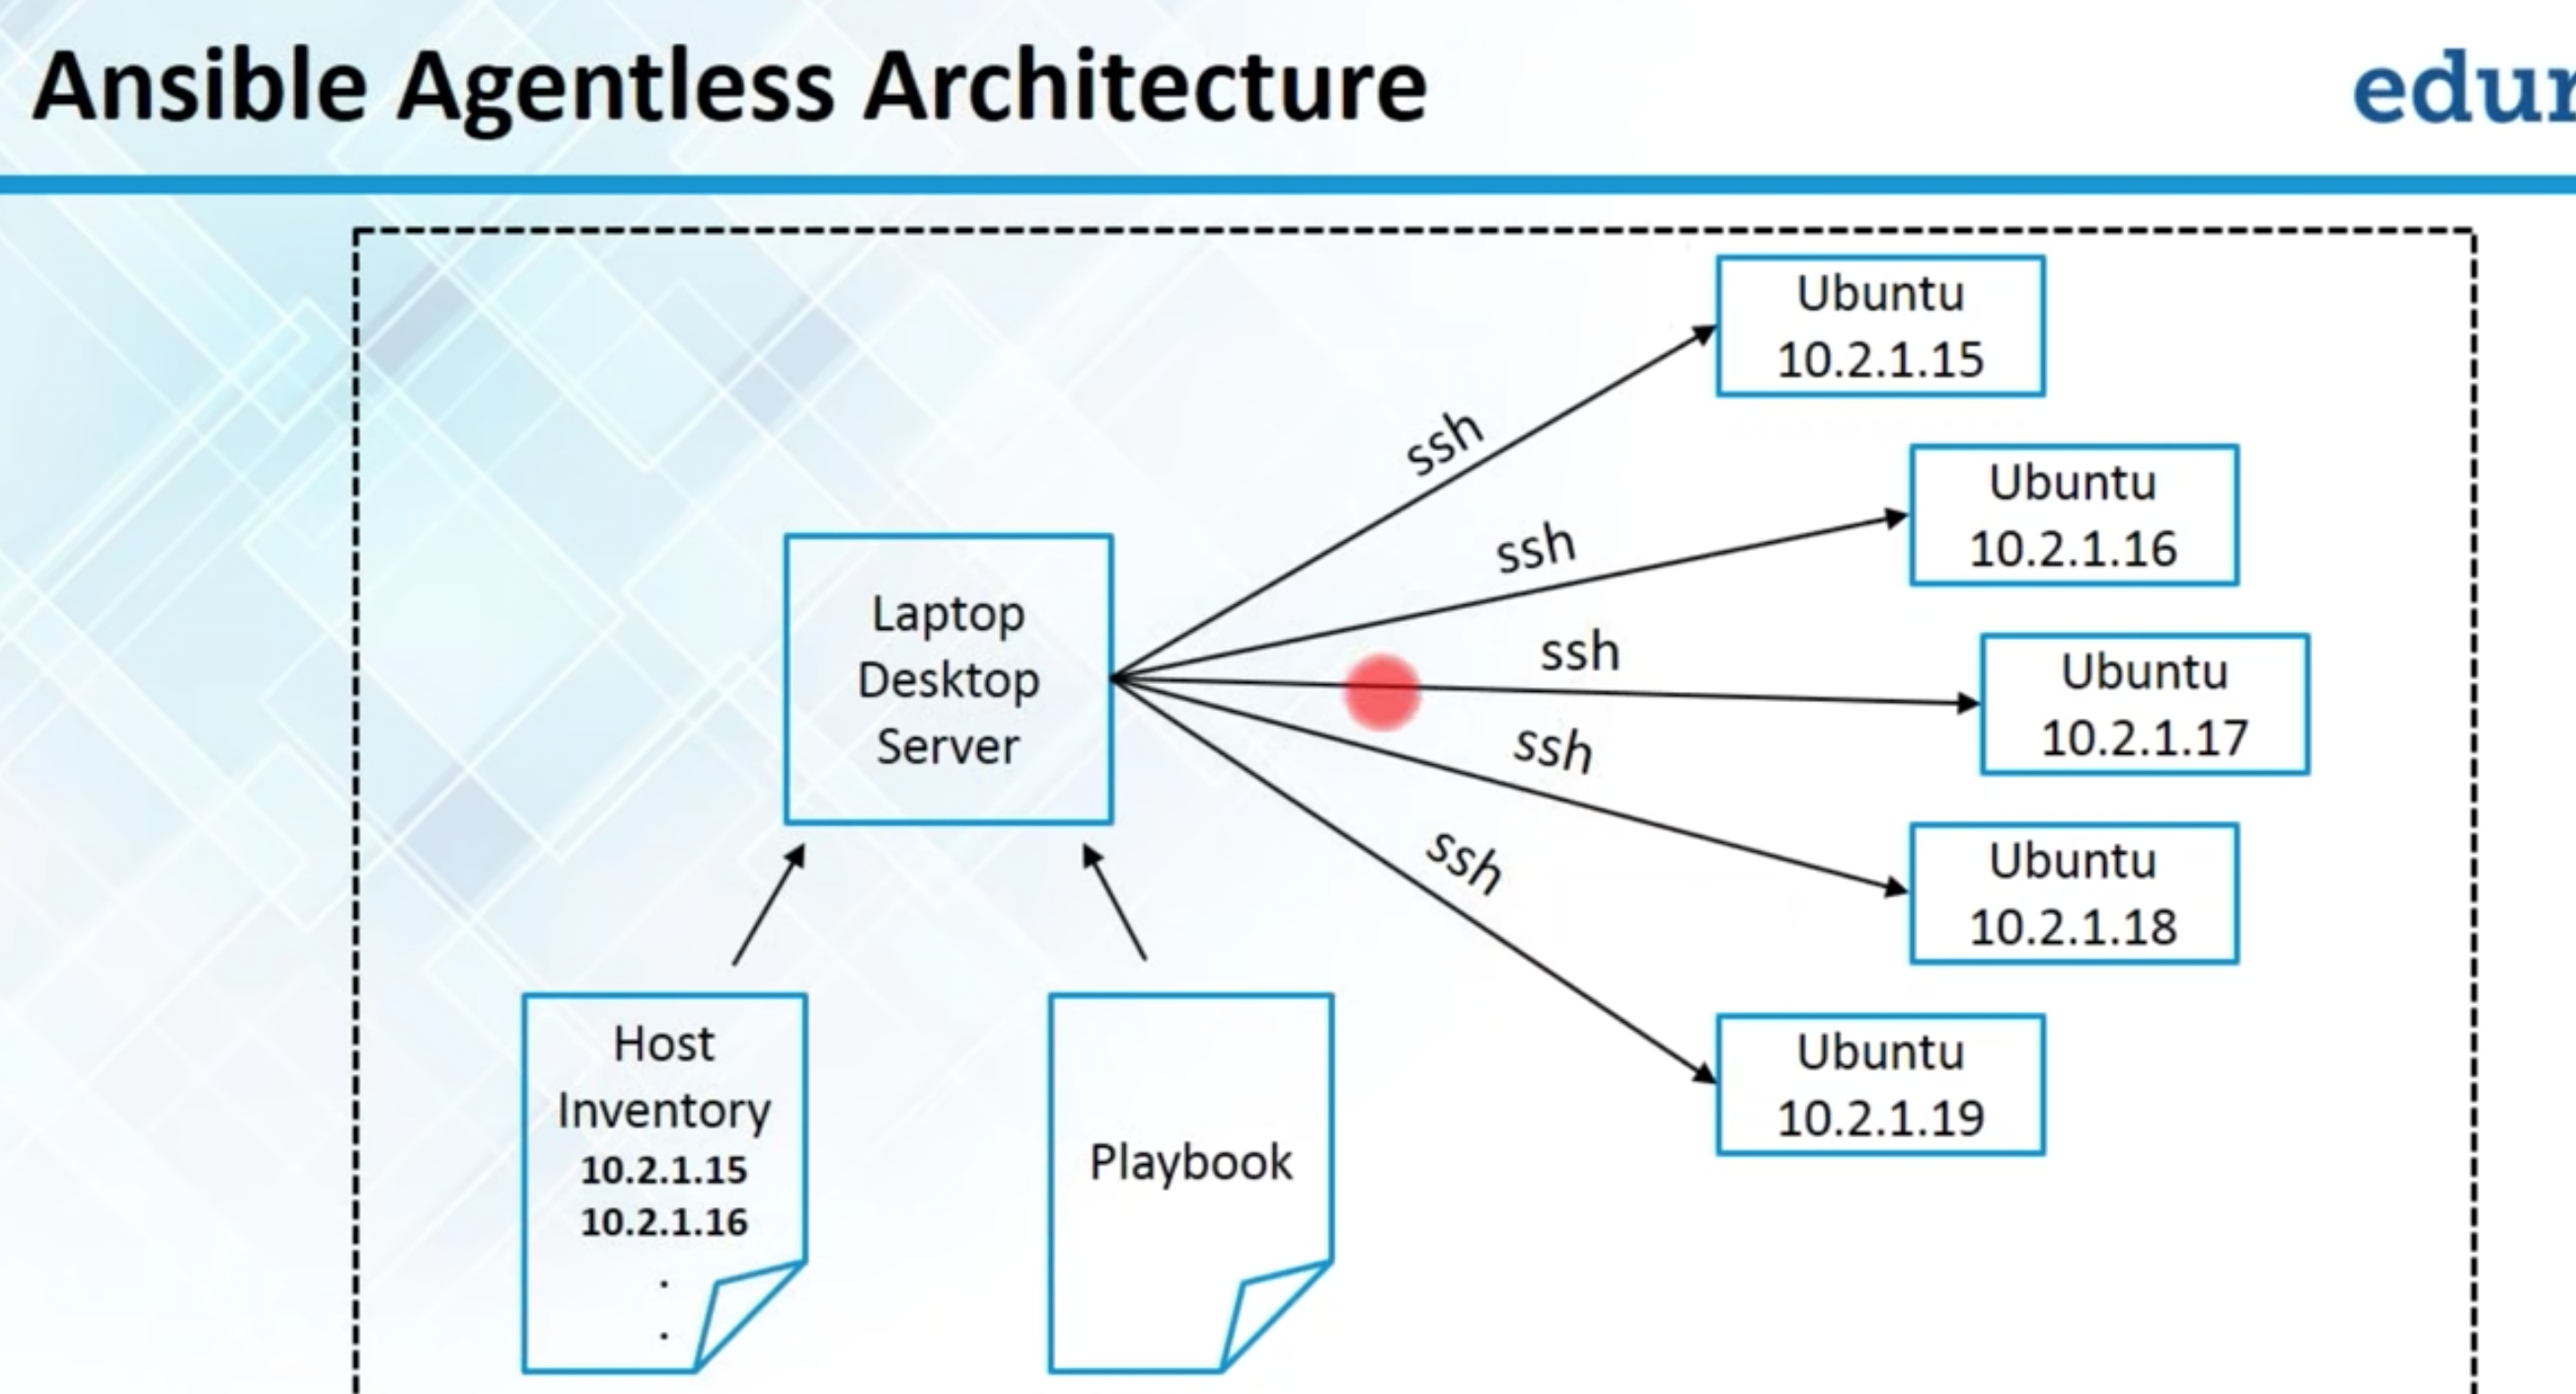 Ansible Agentless Architecture
Ubuntu
10.2.1.15
ssh
Ubuntu
10.2.1.16
ssh
Laptop
Desktop
Server
ssh
Ubuntu
10.2.1.17
ssh
Ubuntu
10.2.1.18
ssh
Ubuntu
10.2.1.19
Host
Inventory
10.2.1.15
10.2.1.16
.
.
Playbook